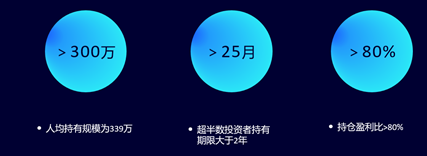 > 300万
> 25月
> 80%
• 人均持有规模为339万
• 超半数投资者持有
期限大于2年
• 持仓盈利比>80%